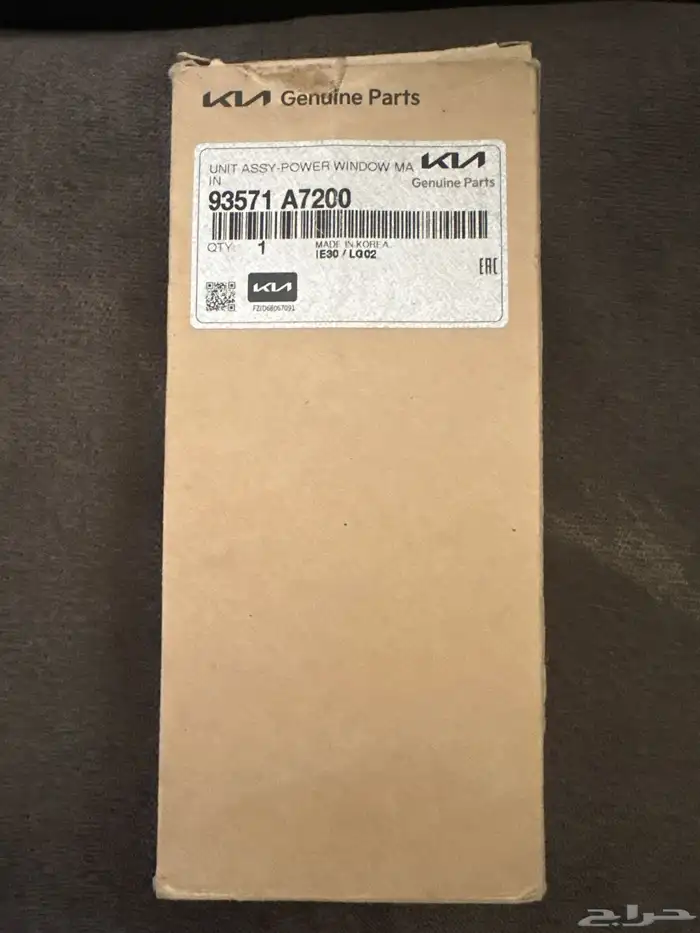 KIA Genuine Parts
UNIT ASSY-POWER WINDOW MA
IN
KIA
Genuine Parts
93571 A7200
QTY: 1
MADE IN KOREA.
IE30 / LG02
EAC
KIA
حراج